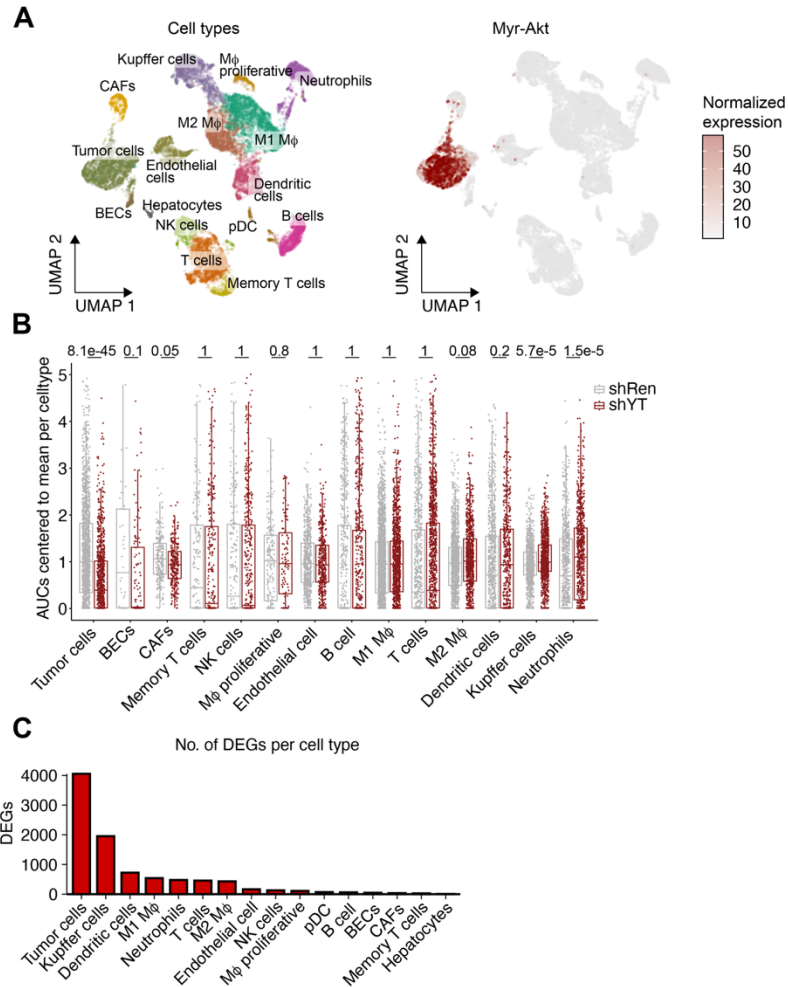 A
Cell types
Myr-Akt
Kupffer cells
Mϕ
proliferative
Neutrophils
CAFs
M2 Mϕ
M1 Mϕ
Tumor cells
Endothelial
cells
Dendritic
cells
BECs
Hepatocytes
NK cells
pDC
B cells
T cells
Memory T cells
UMAP 2
UMAP 1
UMAP 2
UMAP 1
Normalized
expression
50
40
30
20
10
B
8.1e-45 0.1 0.05 1 1 0.8 1 1 1 1 0.08 0.2 5.7e-5 1.5e-5
shRen
shYT
AUCs centered to mean per celltype
5
4
3
2
1
0
Tumor cells
BECs
CAFs
Memory T cells
NK cells
Mϕ proliferative
Endothelial cell
B cell
M1 Mϕ
T cells
M2 Mϕ
Dendritic cells
Kupffer cells
Neutrophils
C
No. of DEGs per cell type
DEGs
4000
3000
2000
1000
0
Tumor cells
Kupffer cells
Dendritic cells
M1 Mϕ
Neutrophils
T cells
M2 Mϕ
Endothelial cell
NK cells
Mϕ proliferative
pDC
B cell
BECs
CAFs
Memory T cells
Hepatocytes